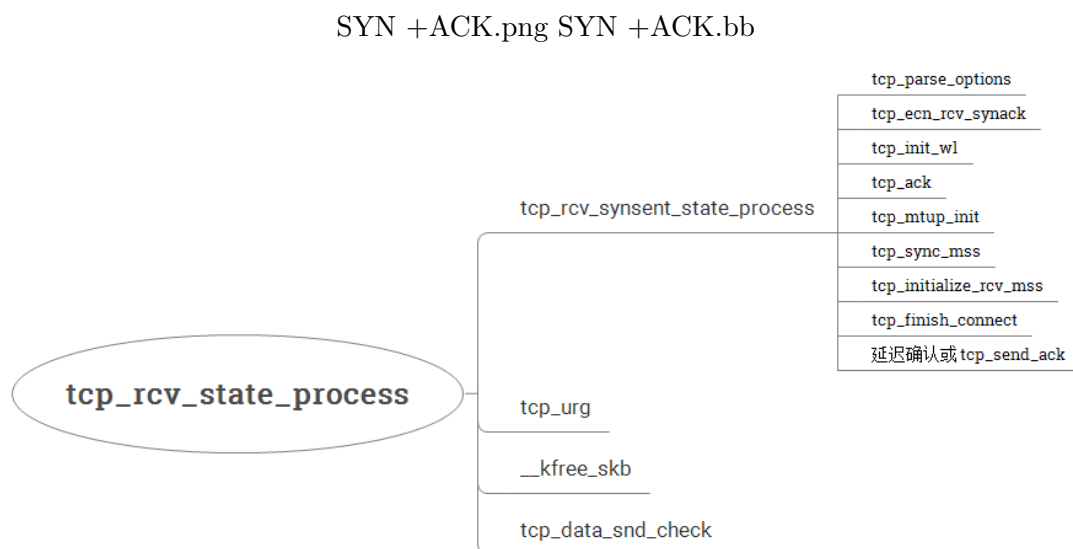 SYN +ACK.png SYN +ACK.bb
tcp_parse_options
tcp_ecn_rcv_synack
tcp_init_wl
tcp_ack
tcp_mtup_init
tcp_sync_mss
tcp_initialize_rcv_mss
tcp_finish_connect
延迟确认或 tcp_send_ack
tcp_rcv_synsent_state_process
tcp_rcv_state_process
tcp_urg
__kfree_skb
tcp_data_snd_check